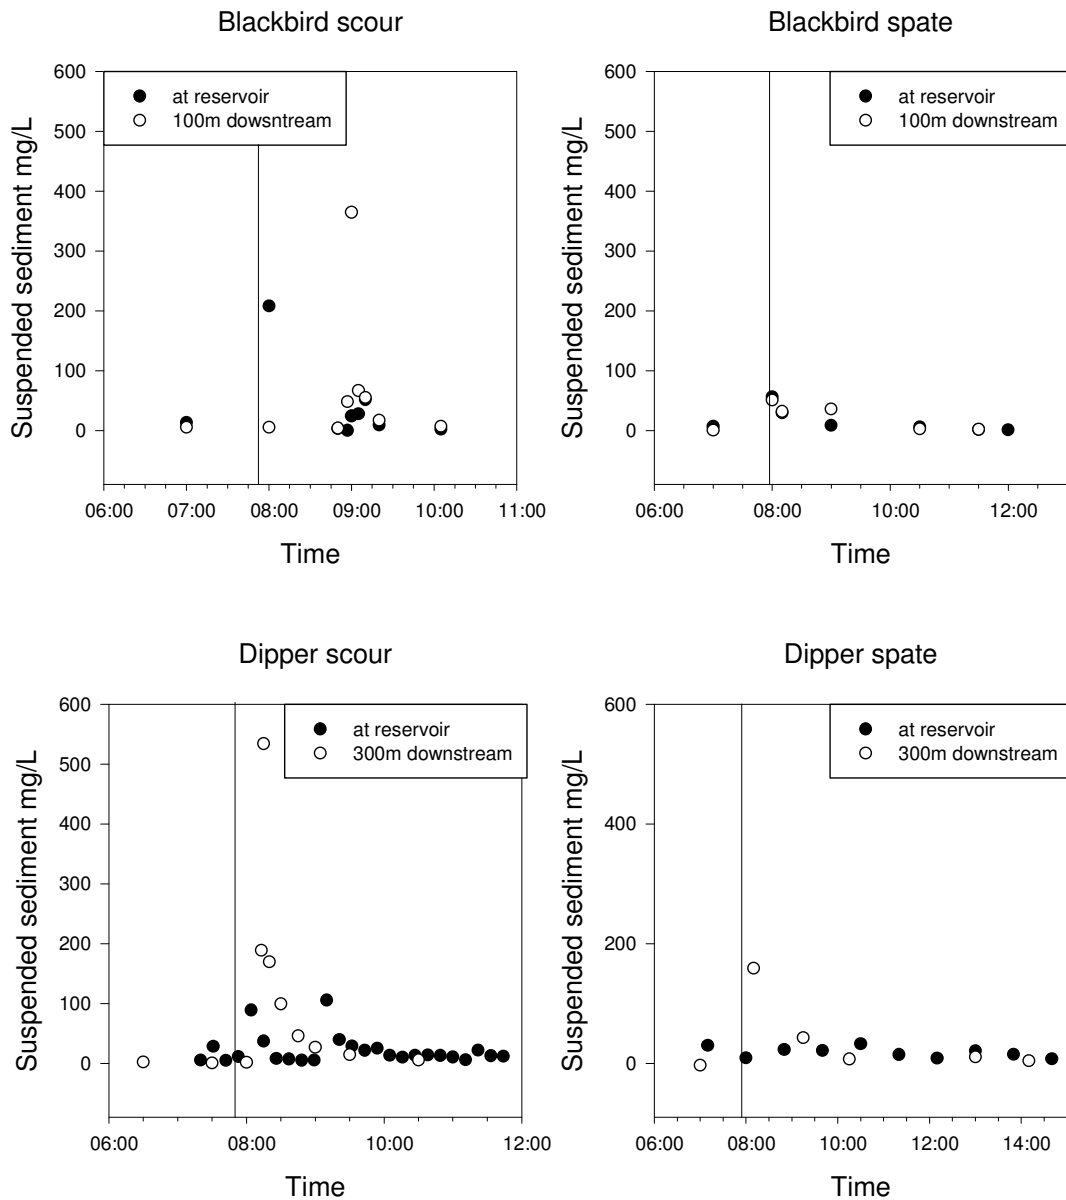 Blackbird scour
Suspended sediment mg/L
600
500
400
300
200
100
0
at reservoir
100m dowsntream
06:00 07:00 08:00 09:00 10:00 11:00
Time
Blackbird spate
Suspended sediment mg/L
600
500
400
300
200
100
0
at reservoir
100m downstream
06:00 08:00 10:00 12:00
Time
Dipper scour
Suspended sediment mg/L
600
500
400
300
200
100
0
at reservoir
300m downstream
06:00 08:00 10:00 12:00
Time
Dipper spate
Suspended sediment mg/L
600
500
400
300
200
100
0
at reservoir
300m downstream
06:00 08:00 10:00 12:00 14:00
Time